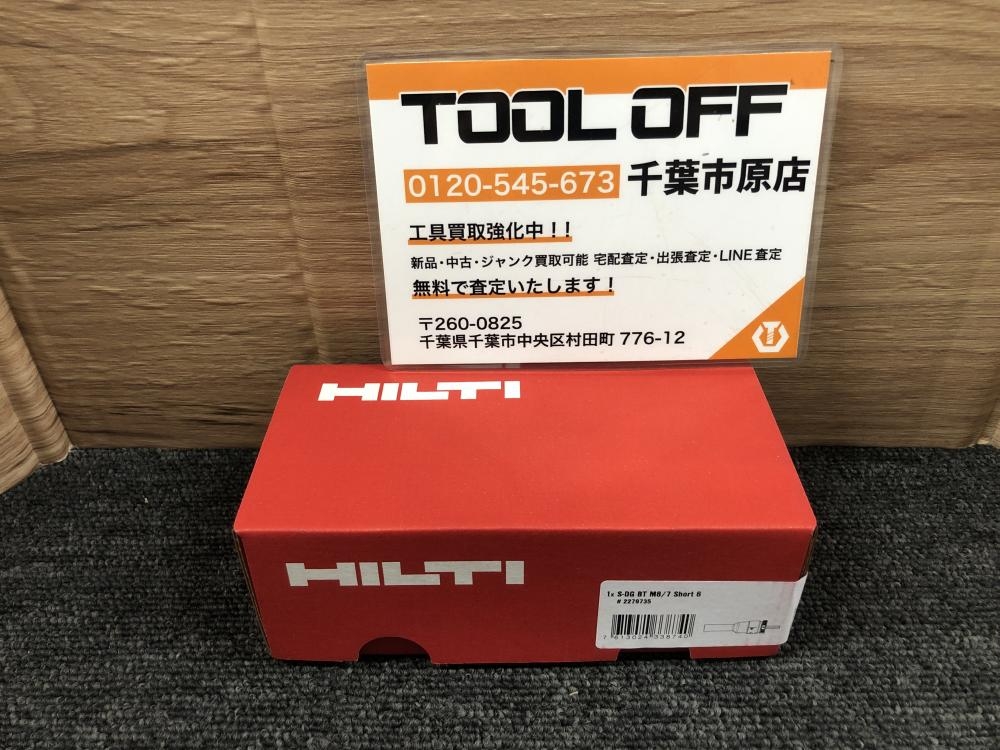 TOOL OFF
0120-545-673 千葉市原店
工具買取強化中!!
新品・中古・ジャンク買取可能 宅配査定・出張査定・LINE査定
無料で査定いたします!
〒260-0825
千葉県千葉市中央区村田町 776-12
HILTI
HILTI
1x S-DG BT M8/7 Short 6
# 2279735
7 613024 338740